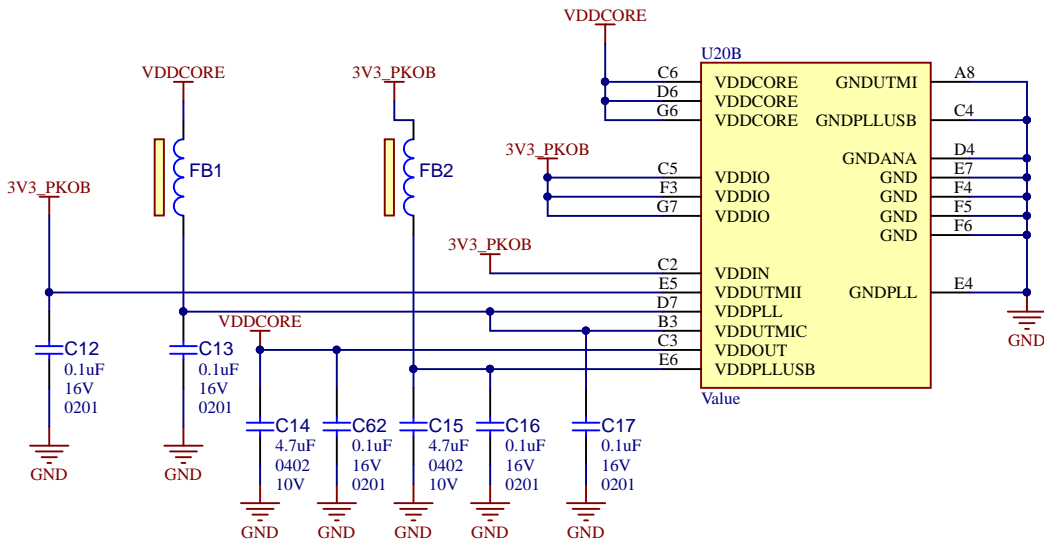 VDDCORE
U20B
VDDCORE
3V3_PKOB
C6
VDDCORE
GNDUTMI
A8
D6
VDDCORE
G6
VDDCORE
GNDPLLUSB
C4
3V3_PKOB
GNDANA
D4
FB1
FB2
C5
VDDIO
GND
E7
3V3_PKOB
F3
VDDIO
GND
F4
G7
VDDIO
GND
F5
GND
F6
3V3_PKOB
C2
VDDIN
E5
VDDUTMII
GNDPLL
E4
D7
VDDPLL
VDDCORE
B3
VDDUTMIC
GND
C3
VDDOUT
E6
VDDPLLUSB
Value
C12
0.1uF
16V
0201
GND
C13
0.1uF
16V
0201
GND
C14
4.7uF
0402
10V
GND
C62
0.1uF
16V
0201
GND
C15
4.7uF
0402
10V
GND
C16
0.1uF
16V
0201
GND
C17
0.1uF
16V
0201
GND